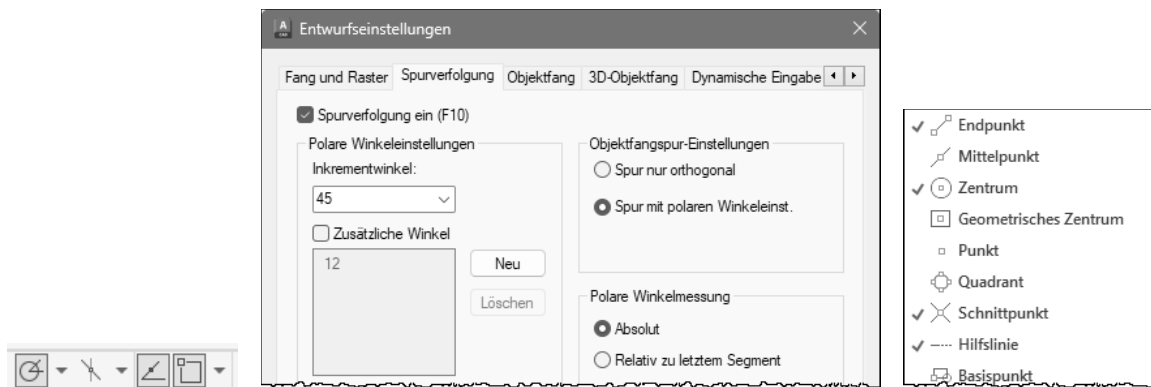 A
CAD
Entwurfseinstellungen
Fang und Raster Spurverfolgung Objektfang 3D-Objektfang Dynamische Eingabe
Spurverfolgung ein (F10)
Polare Winkeleinstellungen
Inkrementwinkel:
45
Zusätzliche Winkel
12
Neu
Löschen
Objektfangspur-Einstellungen
Spur nur orthogonal
Spur mit polaren Winkeleinst.
Polare Winkelmessung
Absolut
Relativ zu letztem Segment
Endpunkt
Mittelpunkt
Zentrum
Geometrisches Zentrum
Punkt
Quadrant
Schnittpunkt
Hilfslinie
Basispunkt